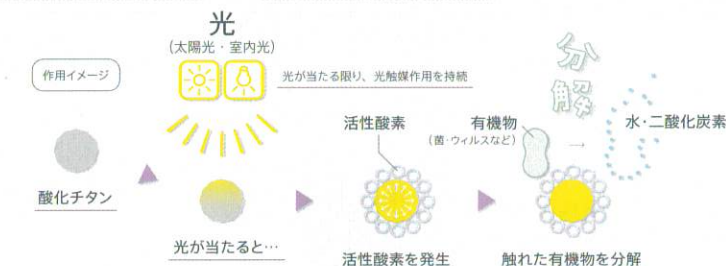 光
(太陽光・室内光)
作用イメージ
光が当たる限り、光触媒作用を持続
分解
活性酸素
有機物
(菌・ウィルスなど)
→
水・二酸化炭素
酸化チタン
光が当たると…
活性酸素を発生
触れた有機物を分解